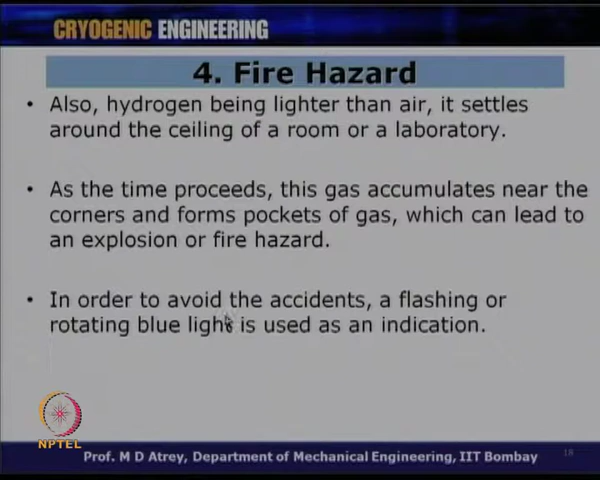 CRYOGENIC ENGINEERING
4. Fire Hazard
• Also, hydrogen being lighter than air, it settles
around the ceiling of a room or a laboratory.
• As the time proceeds, this gas accumulates near the
corners and forms pockets of gas, which can lead to
an explosion or fire hazard.
• In order to avoid the accidents, a flashing or
rotating blue light is used as an indication.
NPTEL
Prof. M D Atrey, Department of Mechanical Engineering, IIT Bombay
18